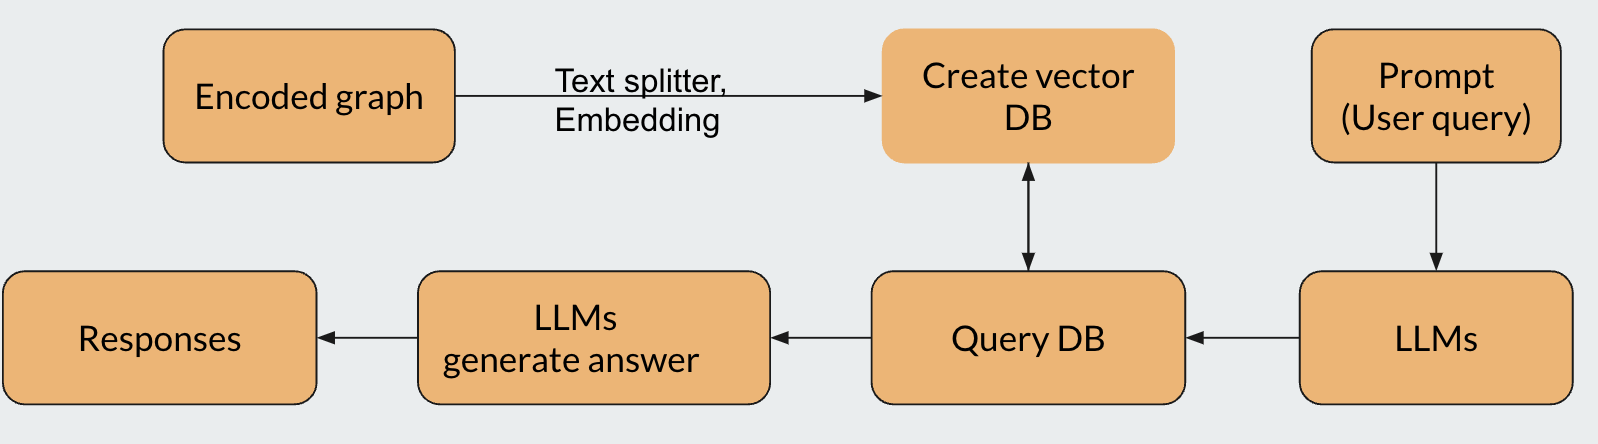 Encoded graph
Text splitter,
Embedding
Create vector
DB
Prompt
(User query)
Responses
LLMs
generate answer
Query DB
LLMs